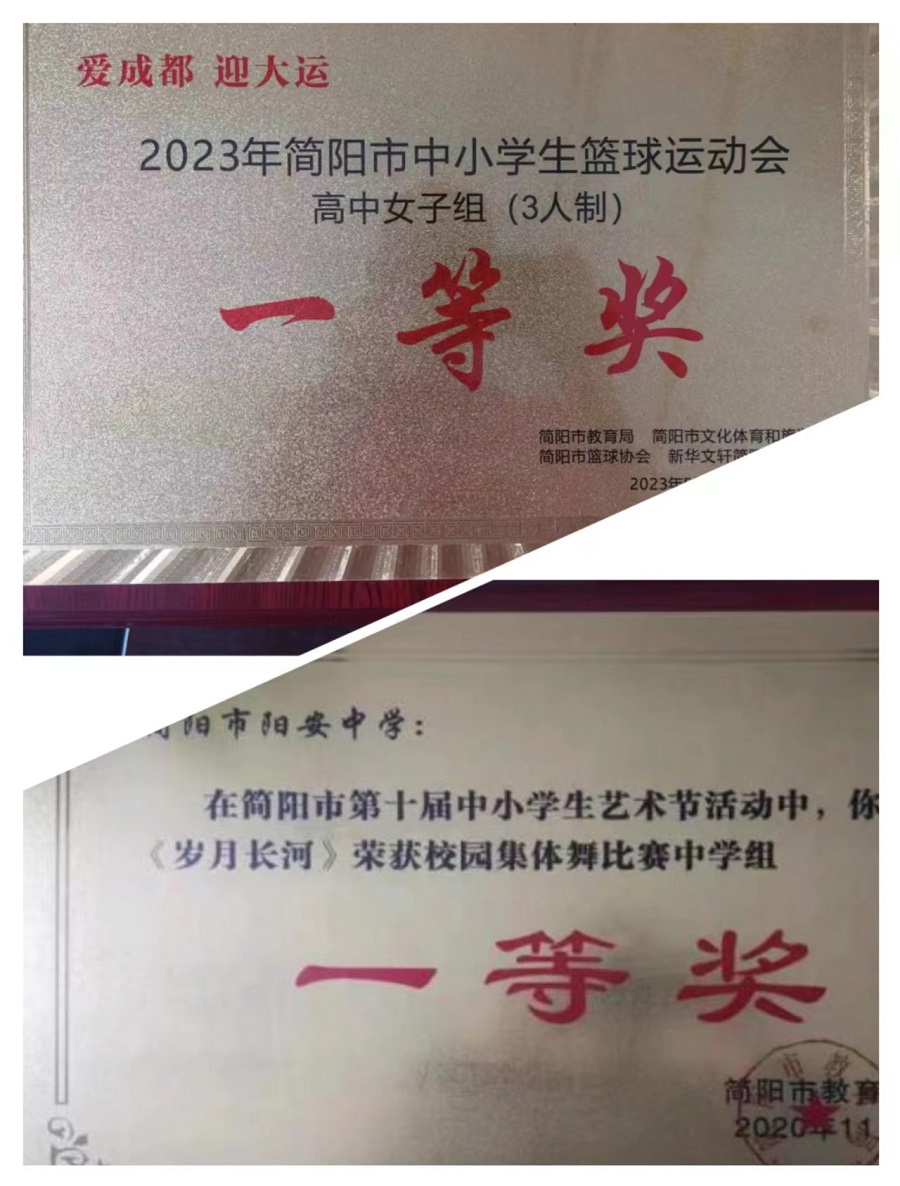 爱成都 迎大运
2023年简阳市中小学生篮球运动会
高中女子组（3人制）
一等奖
简阳市教育局 简阳市文化体育和旅
简阳市篮球协会 新华文轩简
2023年
阳市阳安中学：
在简阳市第十届中小学生艺术节活动中，你
《岁月长河》荣获校园集体舞比赛中学组
一等奖
市教
简阳市教育
2020年11